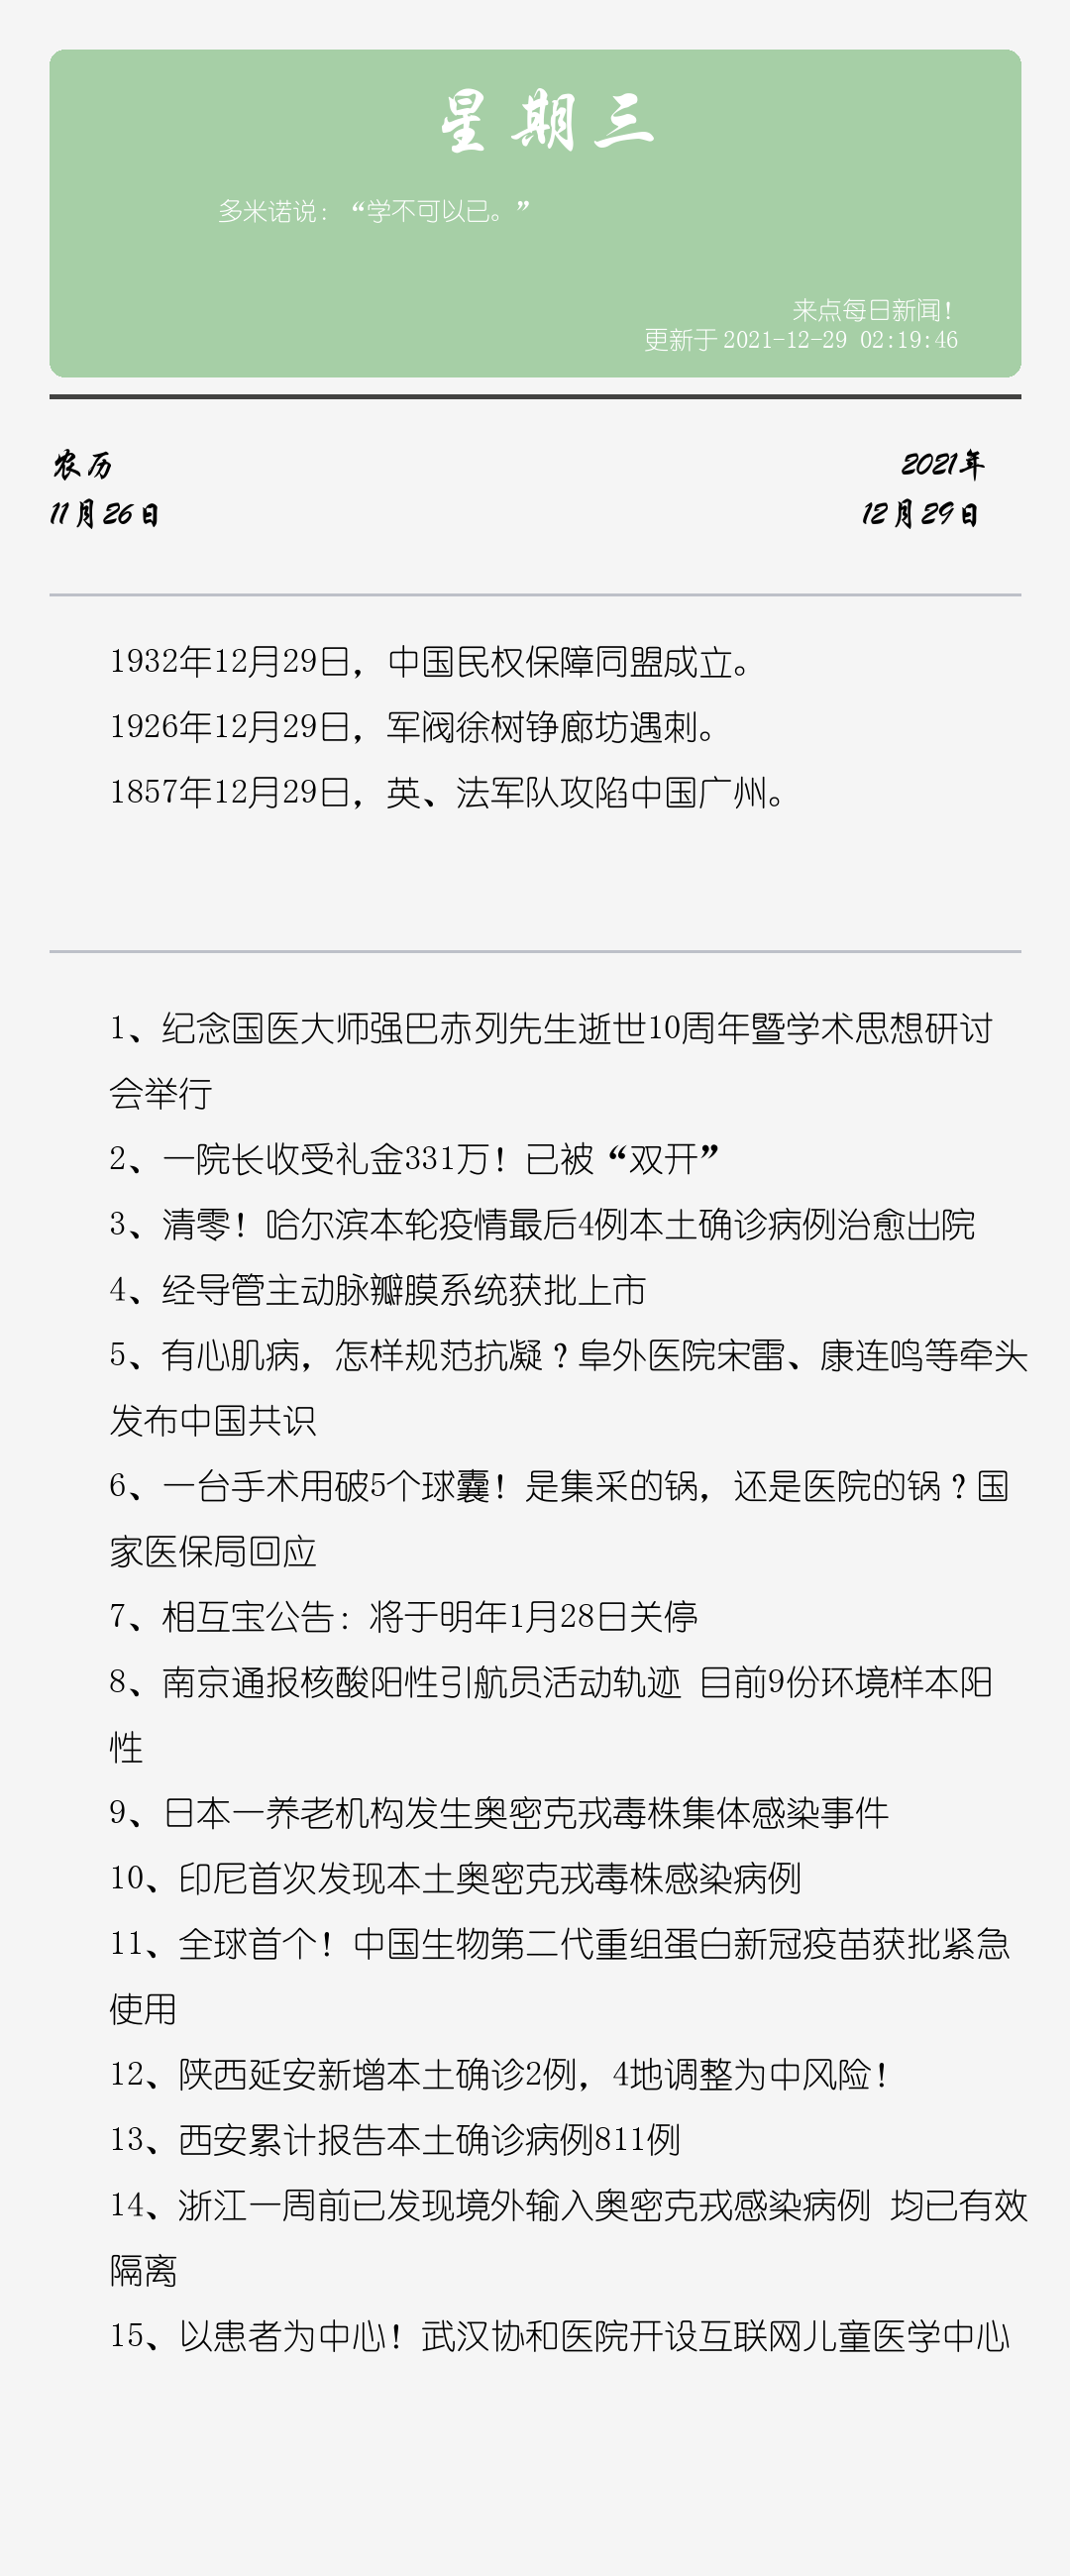 星期三
多米诺说：“学不可以已。”
来点每日新闻！
更新于 2021-12-29 02:19:46
农历
2021年
11月26日
12月29日
1932年12月29日，中国民权保障同盟成立。
1926年12月29日，军阀徐树铮廊坊遇刺。
1857年12月29日，英、法军队攻陷中国广州。
1、纪念国医大师强巴赤列先生逝世10周年暨学术思想研讨
会举行
2、一院长收受礼金331万！已被“双开”
3、清零！哈尔滨本轮疫情最后4例本土确诊病例治愈出院
4、经导管主动脉瓣膜系统获批上市
5、有心肌病，怎样规范抗凝？阜外医院宋雷、康连鸣等牵头
发布中国共识
6、一台手术用破5个球囊！是集采的锅，还是医院的锅？国
家医保局回应
7、相互宝公告：将于明年1月28日关停
8、南京通报核酸阳性引航员活动轨迹 目前9份环境样本阳
性
9、日本一养老机构发生奥密克戎毒株集体感染事件
10、印尼首次发现本土奥密克戎毒株感染病例
11、全球首个！中国生物第二代重组蛋白新冠疫苗获批紧急
使用
12、陕西延安新增本土确诊2例，4地调整为中风险！
13、西安累计报告本土确诊病例811例
14、浙江一周前已发现境外输入奥密克戎感染病例 均已有效
隔离
15、以患者为中心！武汉协和医院开设互联网儿童医学中心